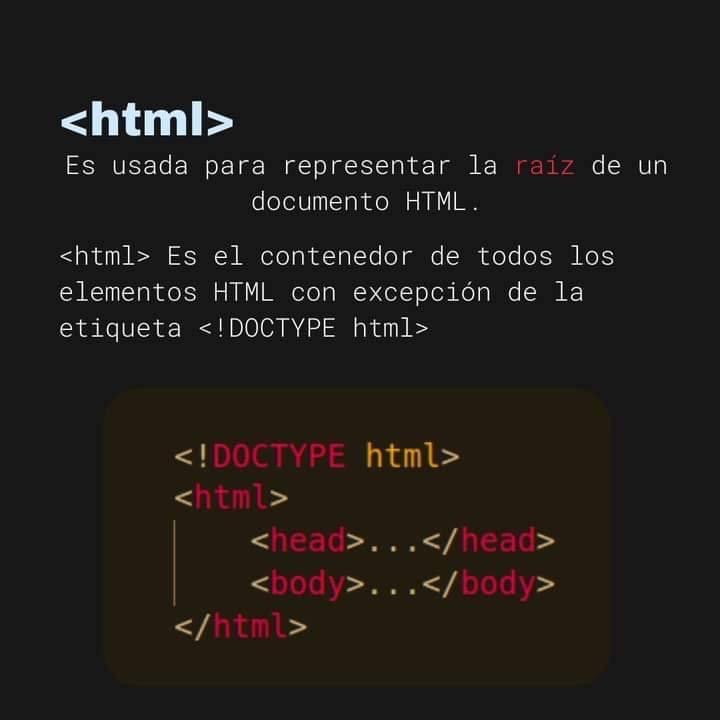 <html>
Es usada para representar la raíz de un
documento HTML.
<html> Es el contenedor de todos los
elementos HTML con excepción de la
etiqueta <!DOCTYPE html>
<!DOCTYPE html>
<html>
<head>...</head>
<body>...</body>
</html>